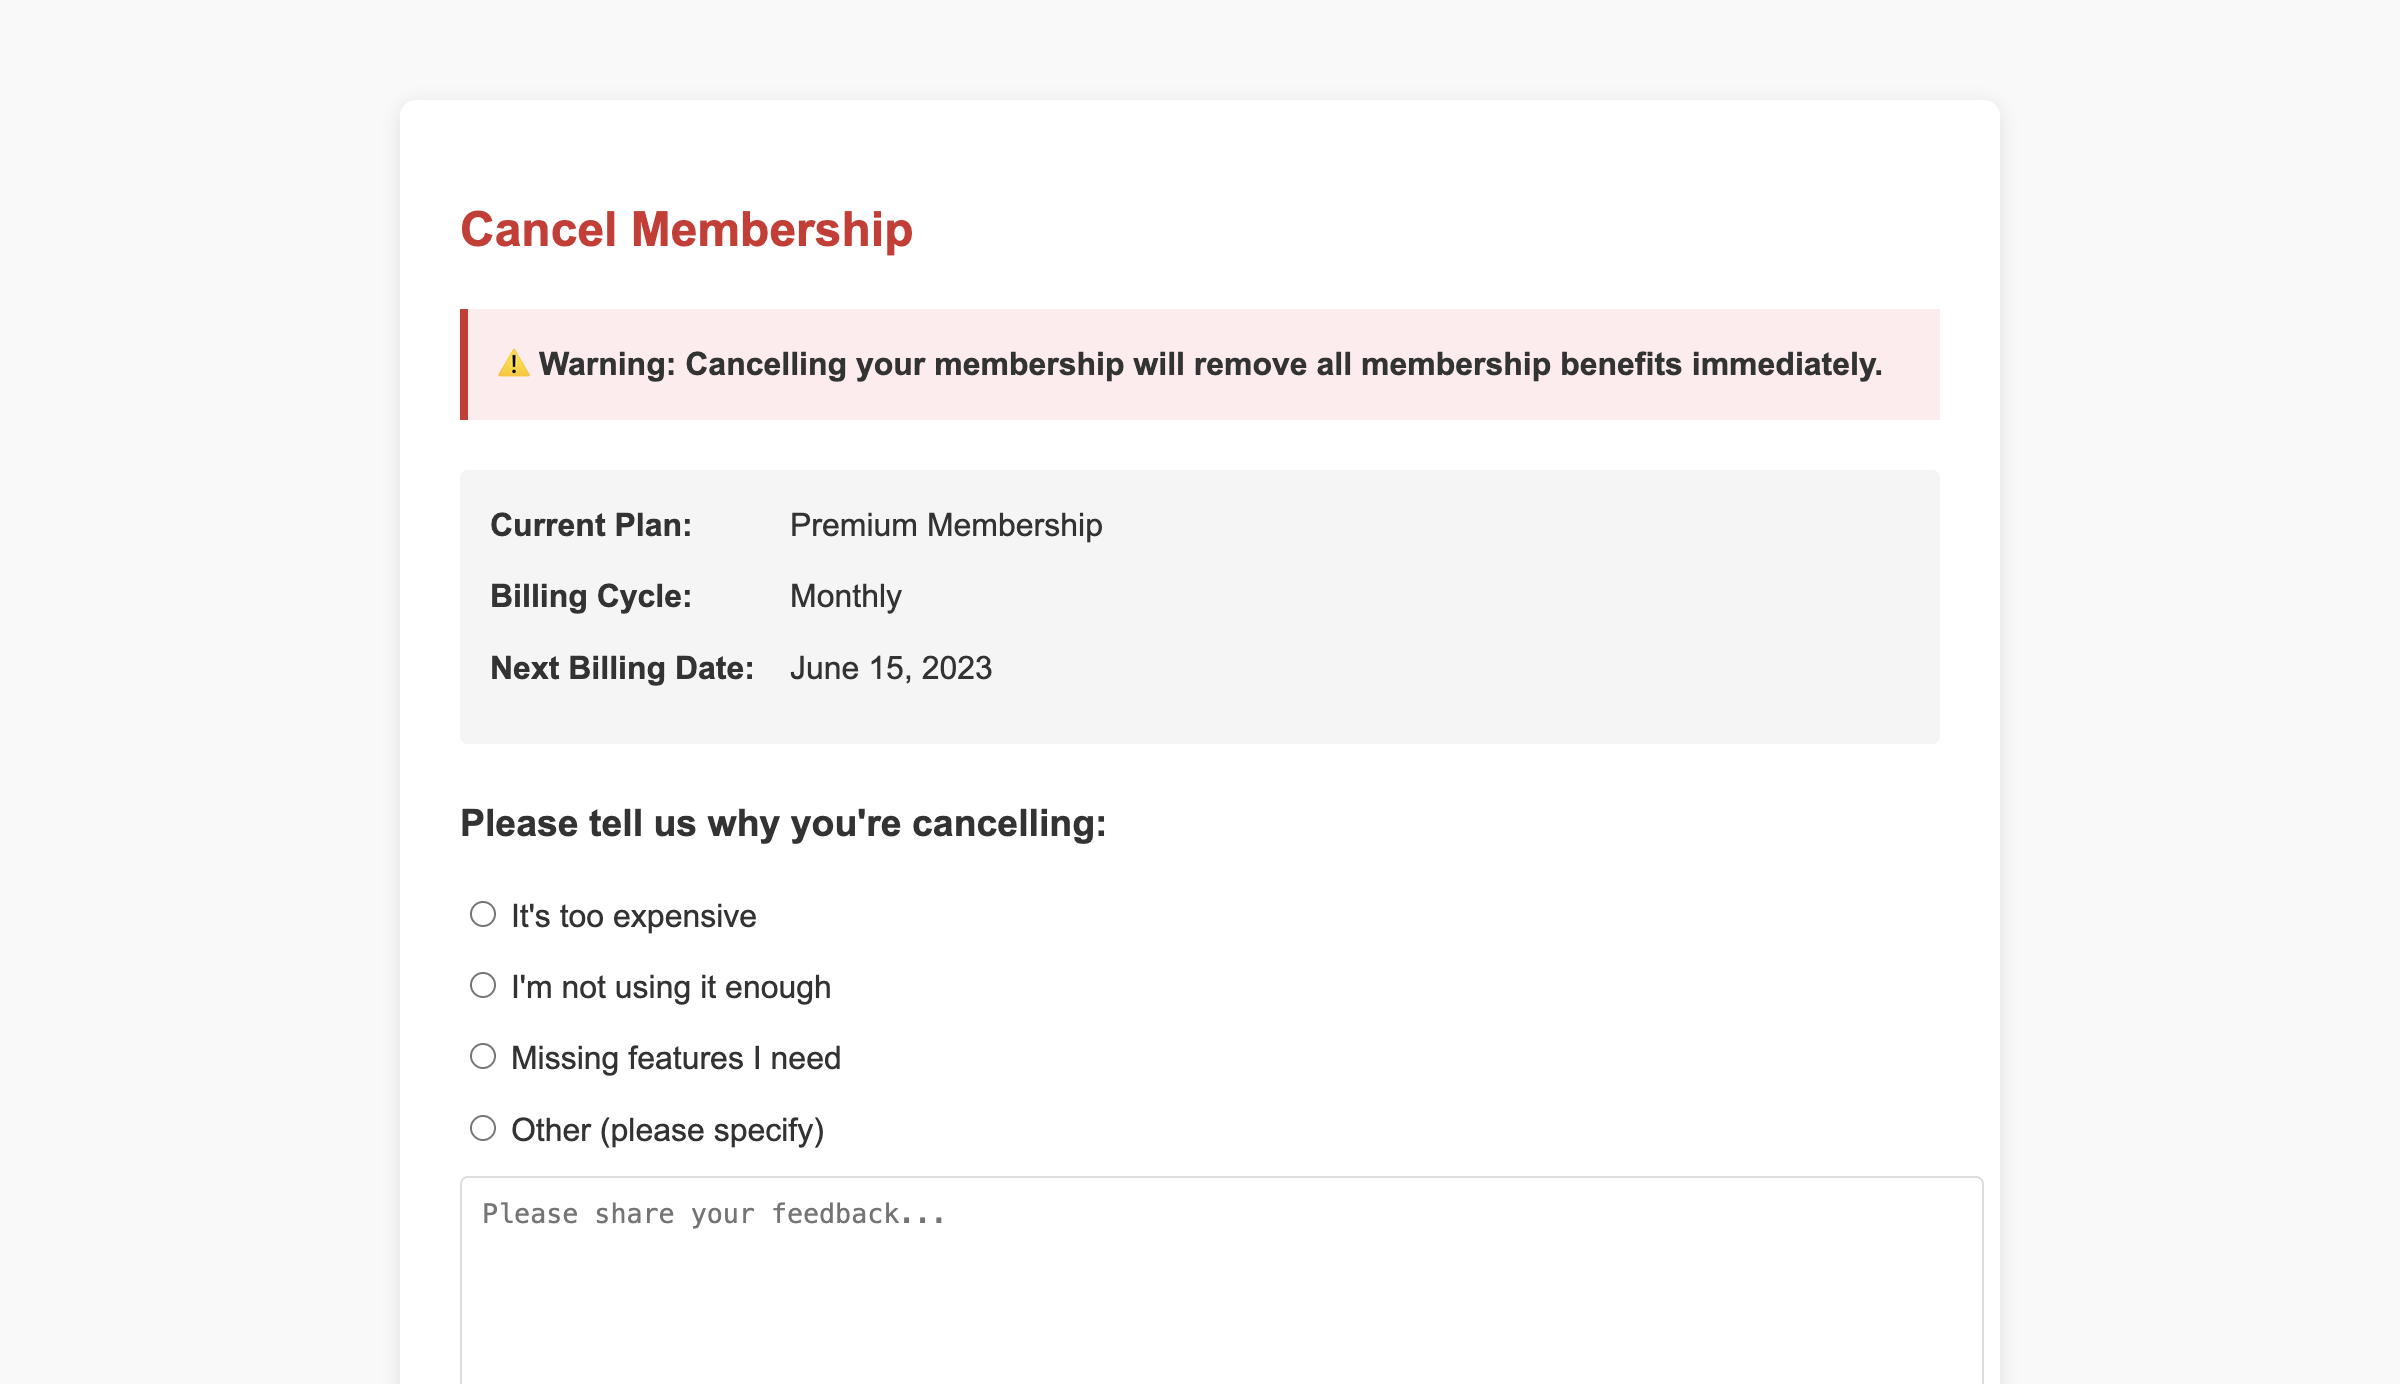 Cancel Membership
⚠️ Warning: Cancelling your membership will remove all membership benefits immediately.
Current Plan: Premium Membership
Billing Cycle: Monthly
Next Billing Date: June 15, 2023
Please tell us why you're cancelling:
It's too expensive
I'm not using it enough
Missing features I need
Other (please specify)
Please share your feedback...